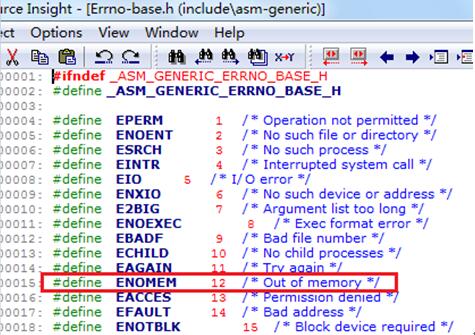 urce Insight - [Errno-base.h (include\asm-generic)]
ect Options View Window Help
00001: #ifndef _ASM_GENERIC_ERRNO_BASE_H
00002: #define _ASM_GENERIC_ERRNO_BASE_H
00003:
00004: #define EPERM 1 /* Operation not permitted */
00005: #define ENOENT 2 /* No such file or directory */
00006: #define ESRCH 3 /* No such process */
00007: #define EINTR 4 /* Interrupted system call */
00008: #define EIO 5 /* I/O error */
00009: #define ENXIO 6 /* No such device or address */
00010: #define E2BIG 7 /* Argument list too long */
00011: #define ENOEXEC 8 /* Exec format error */
00012: #define EBADF 9 /* Bad file number */
00013: #define ECHILD 10 /* No child processes */
00014: #define EAGAIN 11 /* Try again */
00015: #define ENOMEM 12 /* Out of memory */
00016: #define EACCES 13 /* Permission denied */
00017: #define EFAULT 14 /* Bad address */
00018: #define ENOTBLK 15 /* Block device required */